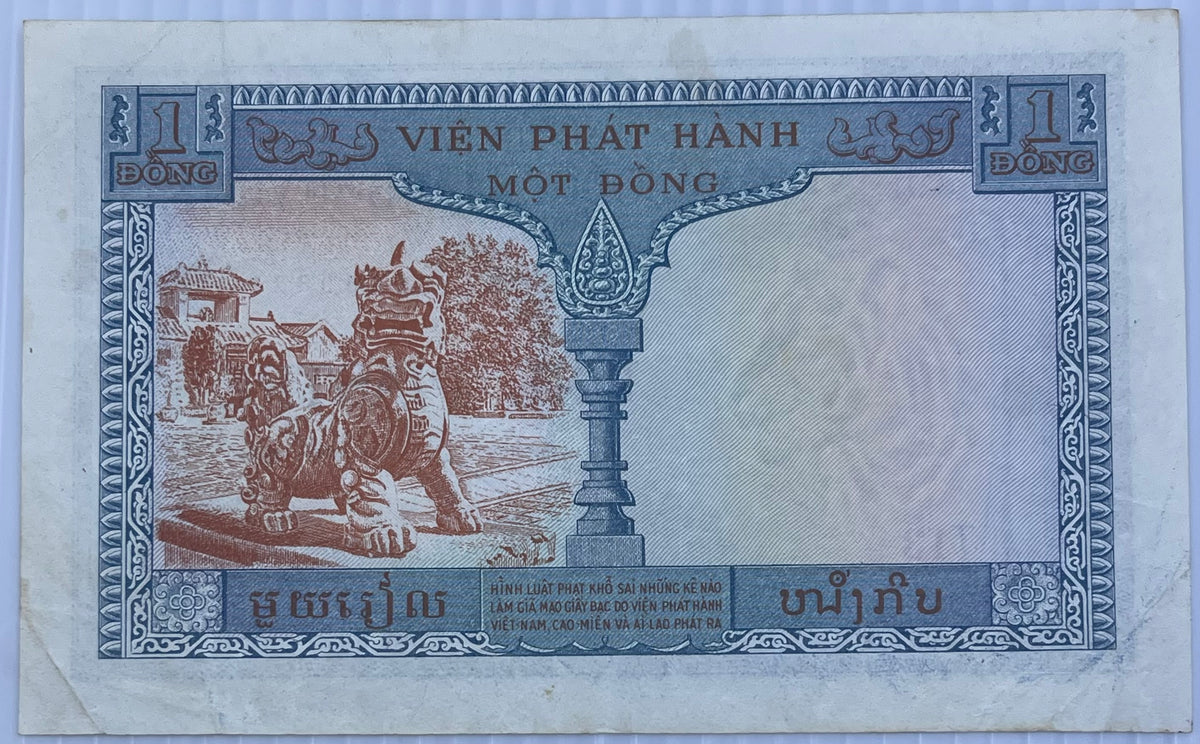 1
ĐỒNG
VIỆN PHÁT HÀNH
MỘT ĐỒNG
1
ĐỒNG
មួយរៀល
HÌNH LUẬT PHẠT KHỔ SAI NHỮNG KẺ NÀO
LÀM GIẢ MẠO GIẤY BẠC DO VIỆN PHÁT HÀNH
VIỆT-NAM, CAO-MIÊN VÀ AI LAO PHÁT RA
ໜຶ່ງກີບ